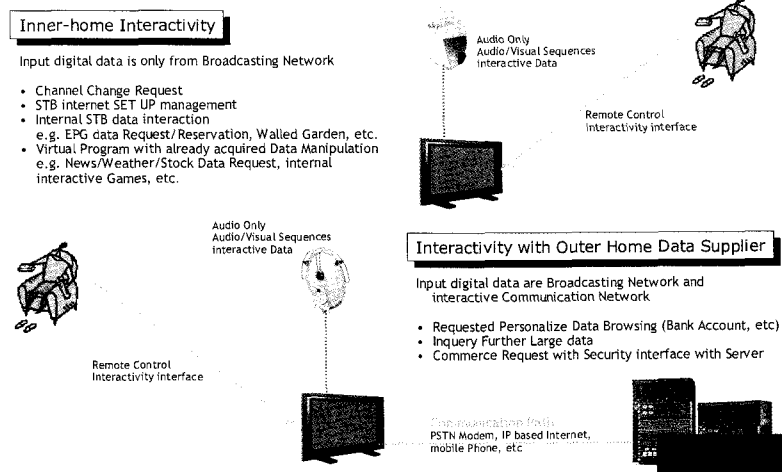 Inner-home Interactivity
Input digital data is only from Broadcasting Network
• Channel Change Request
• STB internet SET UP management
• Internal STB data interaction
e.g. EPG data Request/Reservation, Walled Garden, etc.
• Virtual Program with already acquired Data Manipulation
e.g. News/Weather/Stock Data Request, internal
interactive Games, etc.
Audio Only
Audio/Visual Sequences
interactive Data
Remote Control
Interactivity interface
Audio Only
Audio/Visual Sequences
interactive Data
Remote Control
Interactivity interface
Interactivity with Outer Home Data Supplier
Input digital data are Broadcasting Network and
interactive Communication Network
• Requested Personalize Data Browsing (Bank Account, etc)
• Inquery Further Large data
• Commerce Request with Security interface with Server
Communication Path
PSTN Modem, IP based Internet,
mobile Phone, etc